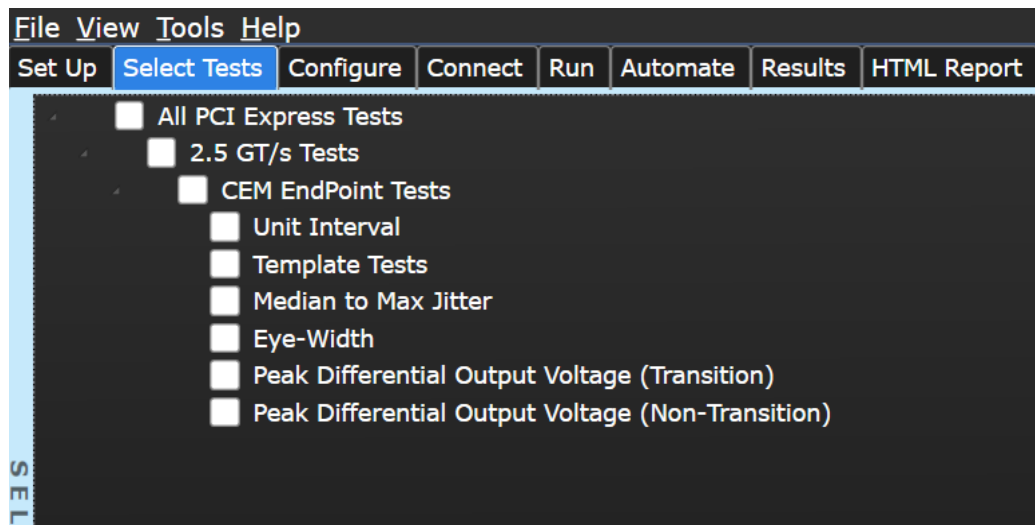 File View Tools Help
Set Up Select Tests Configure Connect Run Automate Results HTML Report
All PCI Express Tests
2.5 GT/s Tests
CEM EndPoint Tests
Unit Interval
Template Tests
Median to Max Jitter
Eye-Width
Peak Differential Output Voltage (Transition)
Peak Differential Output Voltage (Non-Transition)
S E L